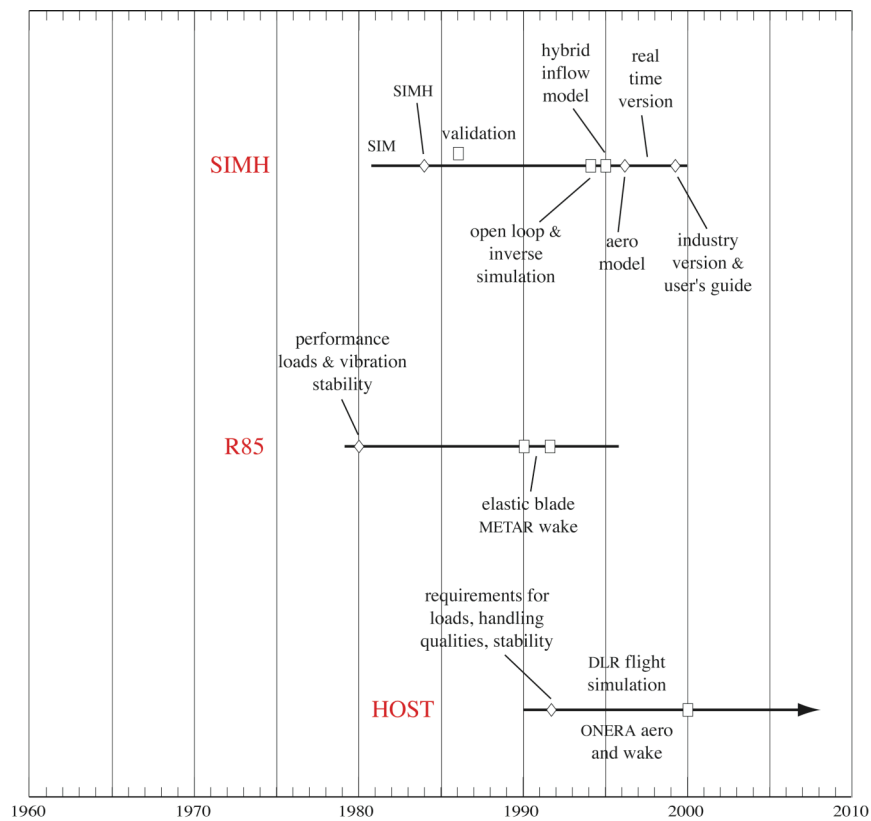 hybrid
inflow
model
real
time
version
SIMH
validation
SIM
SIMH
open loop &
inverse
simulation
aero
model
industry
version &
user's guide
performance
loads & vibration
stability
R85
elastic blade
METAR wake
requirements for
loads, handling
qualities, stability
DLR flight
simulation
HOST
ONERA aero
and wake
1960
1970
1980
1990
2000
2010